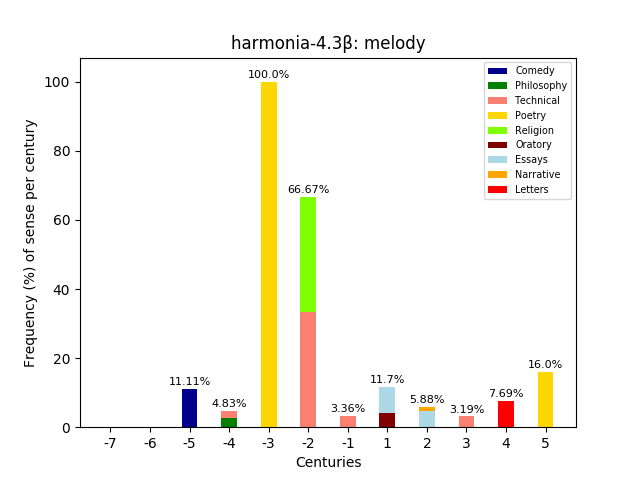 harmonia-4.3β: melody
Frequency (%) of sense per century
100
80
60
40
20
0
100.0%
66.67%
11.11%
4.83%
3.36%
11.7%
5.88%
3.19%
7.69%
16.0%
Comedy
Philosophy
Technical
Poetry
Religion
Oratory
Essays
Narrative
Letters
-7 -6 -5 -4 -3 -2 -1 1 2 3 4 5
Centuries